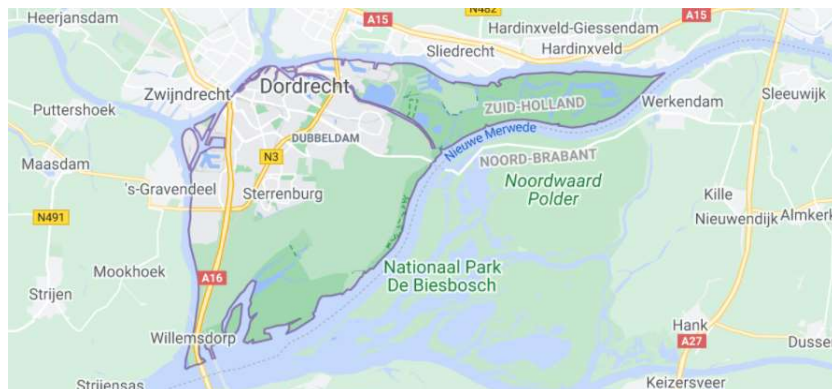 N482
A15
A15
Heerjansdam
Hardinxveld-Giessendam
Sliedrecht
Hardinxveld
Zwijndrecht
Dordrecht
Puttershoek
ZUID-HOLLAND
Werkendam
Sleeuwijk
DUBBELDAM
Nieuwe Merwede
N3
NOORD-BRABANT
Maasdam
's-Gravendeel
Sterrenburg
Noordwaard
Polder
Kille
N491
Nieuwendijk
Almkerk
Mookhoek
A16
Nationaal Park
De Biesbosch
Strijen
Willemsdorp
Hank
A27
Dussen
Strijensas
Keizersveer